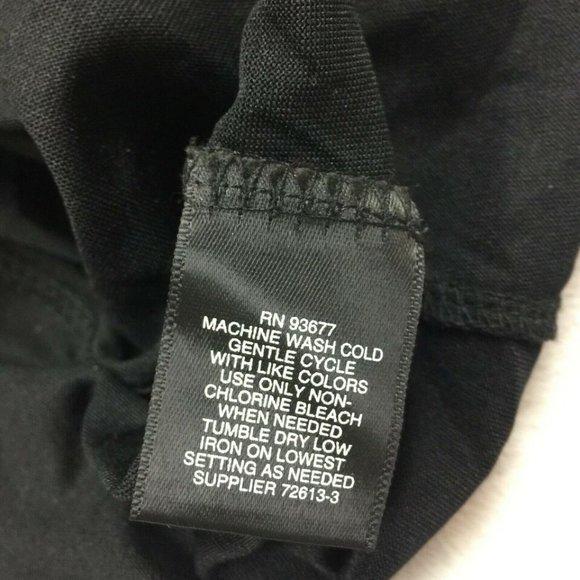 RN 93677
MACHINE WASH COLD
GENTLE CYCLE
WITH LIKE COLORS
USE ONLY NON-
CHLORINE BLEACH
WHEN NEEDED
TUMBLE DRY LOW
IRON ON LOWEST
SETTING AS NEEDED
SUPPLIER 72613-3